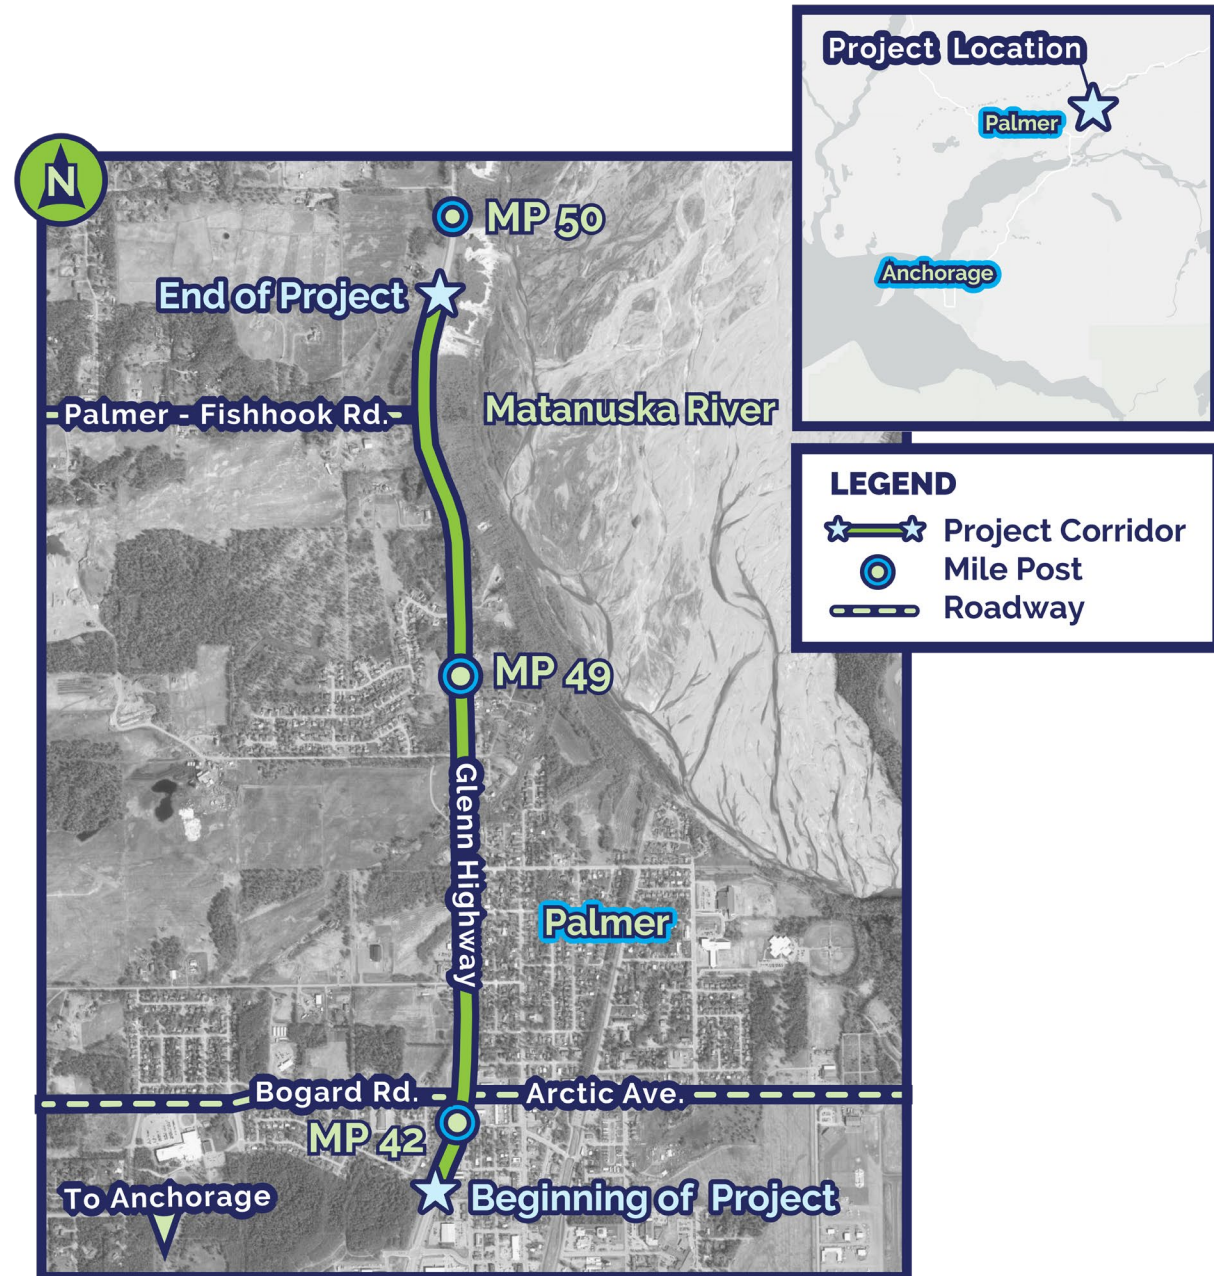 Project Location
Palmer
Anchorage
N
MP 50
End of Project
Palmer - Fishhook Rd.
Matanuska River
LEGEND
Project Corridor
Mile Post
Roadway
MP 49
Glenn Highway
Palmer
Bogard Rd.
Arctic Ave.
MP 42
To Anchorage
Beginning of Project